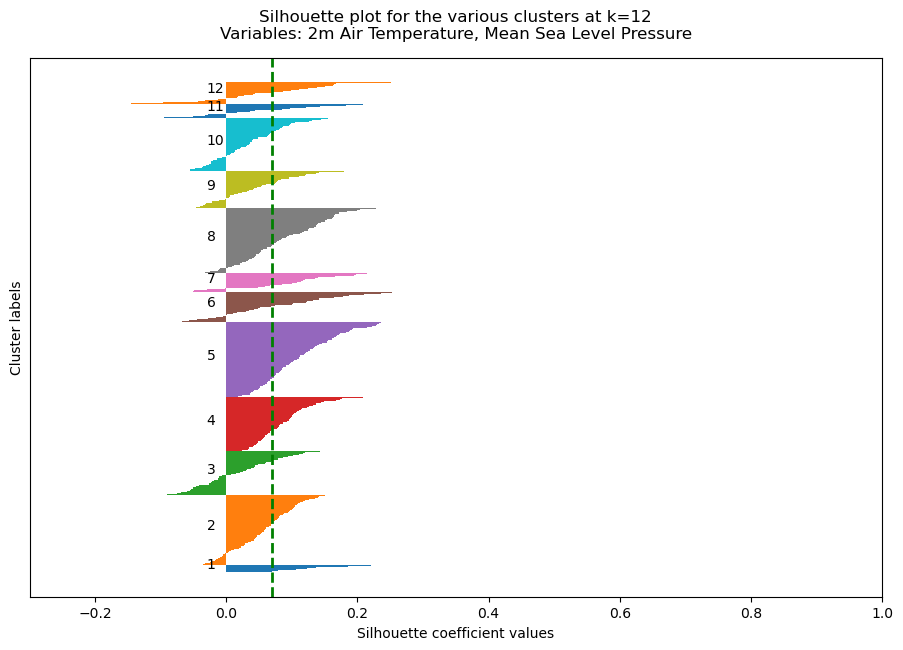 Silhouette plot for the various clusters at k=12
Variables: 2m Air Temperature, Mean Sea Level Pressure
Cluster labels
12
11
10
9
8
7
6
5
4
3
2
1
−0.2 0.0 0.2 0.4 0.6 0.8 1.0
Silhouette coefficient values